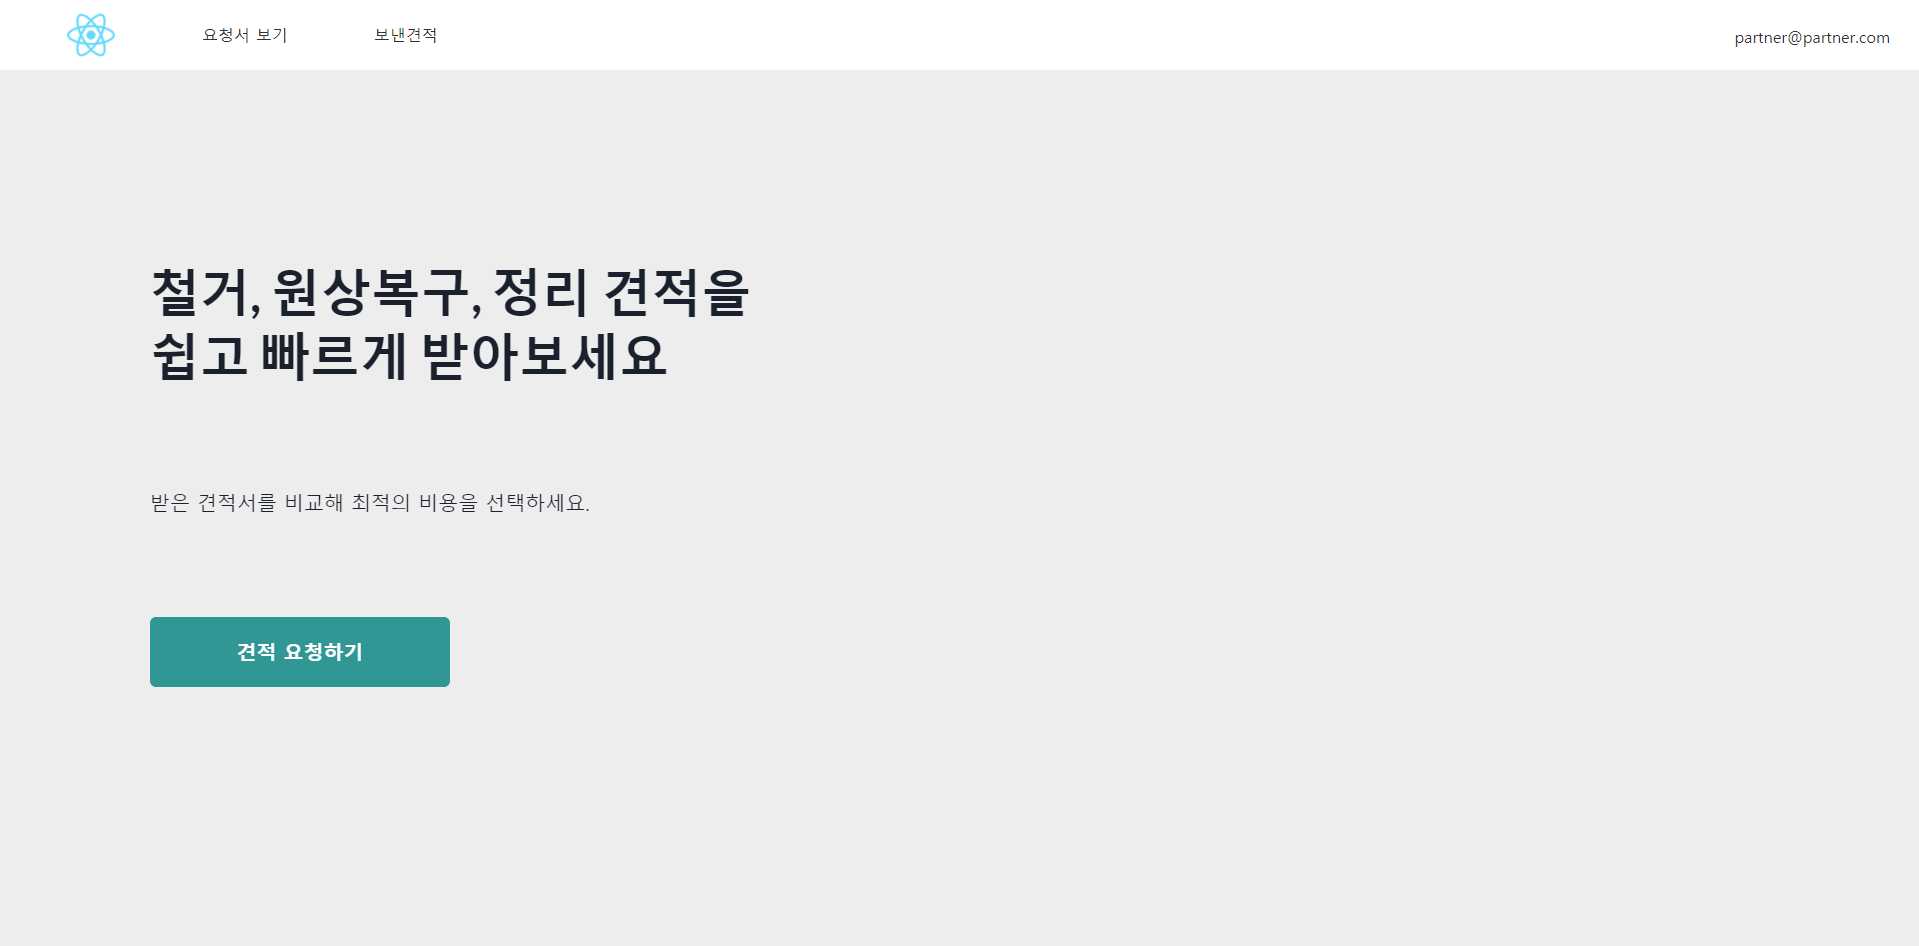 요청서 보기
보낸견적
partner@partner.com
철거, 원상복구, 정리 견적을
쉽고 빠르게 받아보세요
받은 견적서를 비교해 최적의 비용을 선택하세요.
견적 요청하기